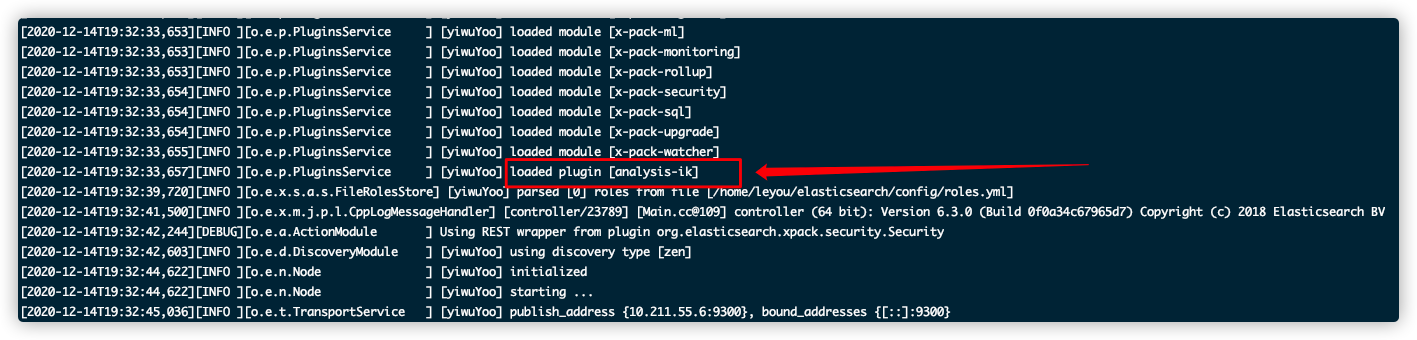 [2020-12-14T19:32:33,653][INFO ][o.e.p.PluginsService     ] [yiwuYoo] loaded module [x-pack-ml]
[2020-12-14T19:32:33,653][INFO ][o.e.p.PluginsService     ] [yiwuYoo] loaded module [x-pack-monitoring]
[2020-12-14T19:32:33,653][INFO ][o.e.p.PluginsService     ] [yiwuYoo] loaded module [x-pack-rollup]
[2020-12-14T19:32:33,654][INFO ][o.e.p.PluginsService     ] [yiwuYoo] loaded module [x-pack-security]
[2020-12-14T19:32:33,654][INFO ][o.e.p.PluginsService     ] [yiwuYoo] loaded module [x-pack-sql]
[2020-12-14T19:32:33,654][INFO ][o.e.p.PluginsService     ] [yiwuYoo] loaded module [x-pack-upgrade]
[2020-12-14T19:32:33,655][INFO ][o.e.p.PluginsService     ] [yiwuYoo] loaded module [x-pack-watcher]
[2020-12-14T19:32:33,657][INFO ][o.e.p.PluginsService     ] [yiwuYoo] loaded plugin [analysis-ik]
[2020-12-14T19:32:39,720][INFO ][o.e.x.s.a.s.FileRolesStore] [yiwuYoo] parsed [0] roles from file [/home/leyou/elasticsearch/config/roles.yml]
[2020-12-14T19:32:41,500][INFO ][o.e.x.m.j.p.l.CppLogMessageHandler] [controller/23789] [Main.cc@109] controller (64 bit): Version 6.3.0 (Build 0f0a34c67965d7) Copyright (c) 2018 Elasticsearch BV
[2020-12-14T19:32:42,244][DEBUG][o.e.a.ActionModule       ] Using REST wrapper from plugin org.elasticsearch.xpack.security.Security
[2020-12-14T19:32:42,603][INFO ][o.e.d.DiscoveryModule    ] [yiwuYoo] using discovery type [zen]
[2020-12-14T19:32:44,622][INFO ][o.e.n.Node               ] [yiwuYoo] initialized
[2020-12-14T19:32:44,622][INFO ][o.e.n.Node               ] [yiwuYoo] starting ...
[2020-12-14T19:32:45,036][INFO ][o.e.t.TransportService   ] [yiwuYoo] publish_address {10.211.55.6:9300}, bound_addresses {[::]:9300}